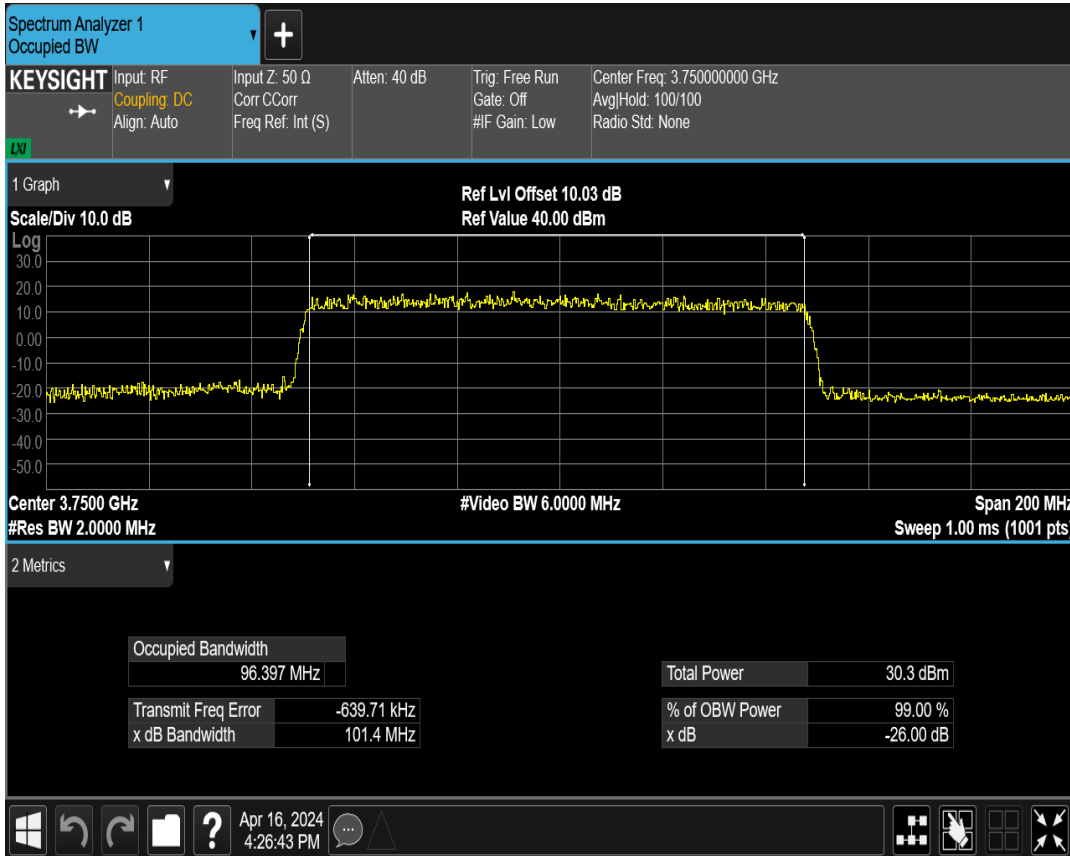 Spectrum Analyzer 1
Occupied BW
KEYSIGHT
LXI
Input: RF
Coupling: DC
Align: Auto
Input Z: 50 Ω
Corr CCorr
Freq Ref: Int (S)
Atten: 40 dB
Trig: Free Run
Gate: Off
#IF Gain: Low
Center Freq: 3.750000000 GHz
Avg|Hold: 100/100
Radio Std: None
1 Graph
Scale/Div 10.0 dB
Ref Lvl Offset 10.03 dB
Ref Value 40.00 dBm
Log
30.0
20.0
10.0
0.00
-10.0
-20.0
-30.0
-40.0
-50.0
Center 3.7500 GHz
#Video BW 6.0000 MHz
Span 200 MHz
#Res BW 2.0000 MHz
Sweep 1.00 ms (1001 pts)
2 Metrics
Occupied Bandwidth
96.397 MHz
Transmit Freq Error -639.71 kHz
x dB Bandwidth 101.4 MHz
Total Power 30.3 dBm
% of OBW Power 99.00 %
x dB -26.00 dB
?
Apr 16, 2024
4:26:43 PM